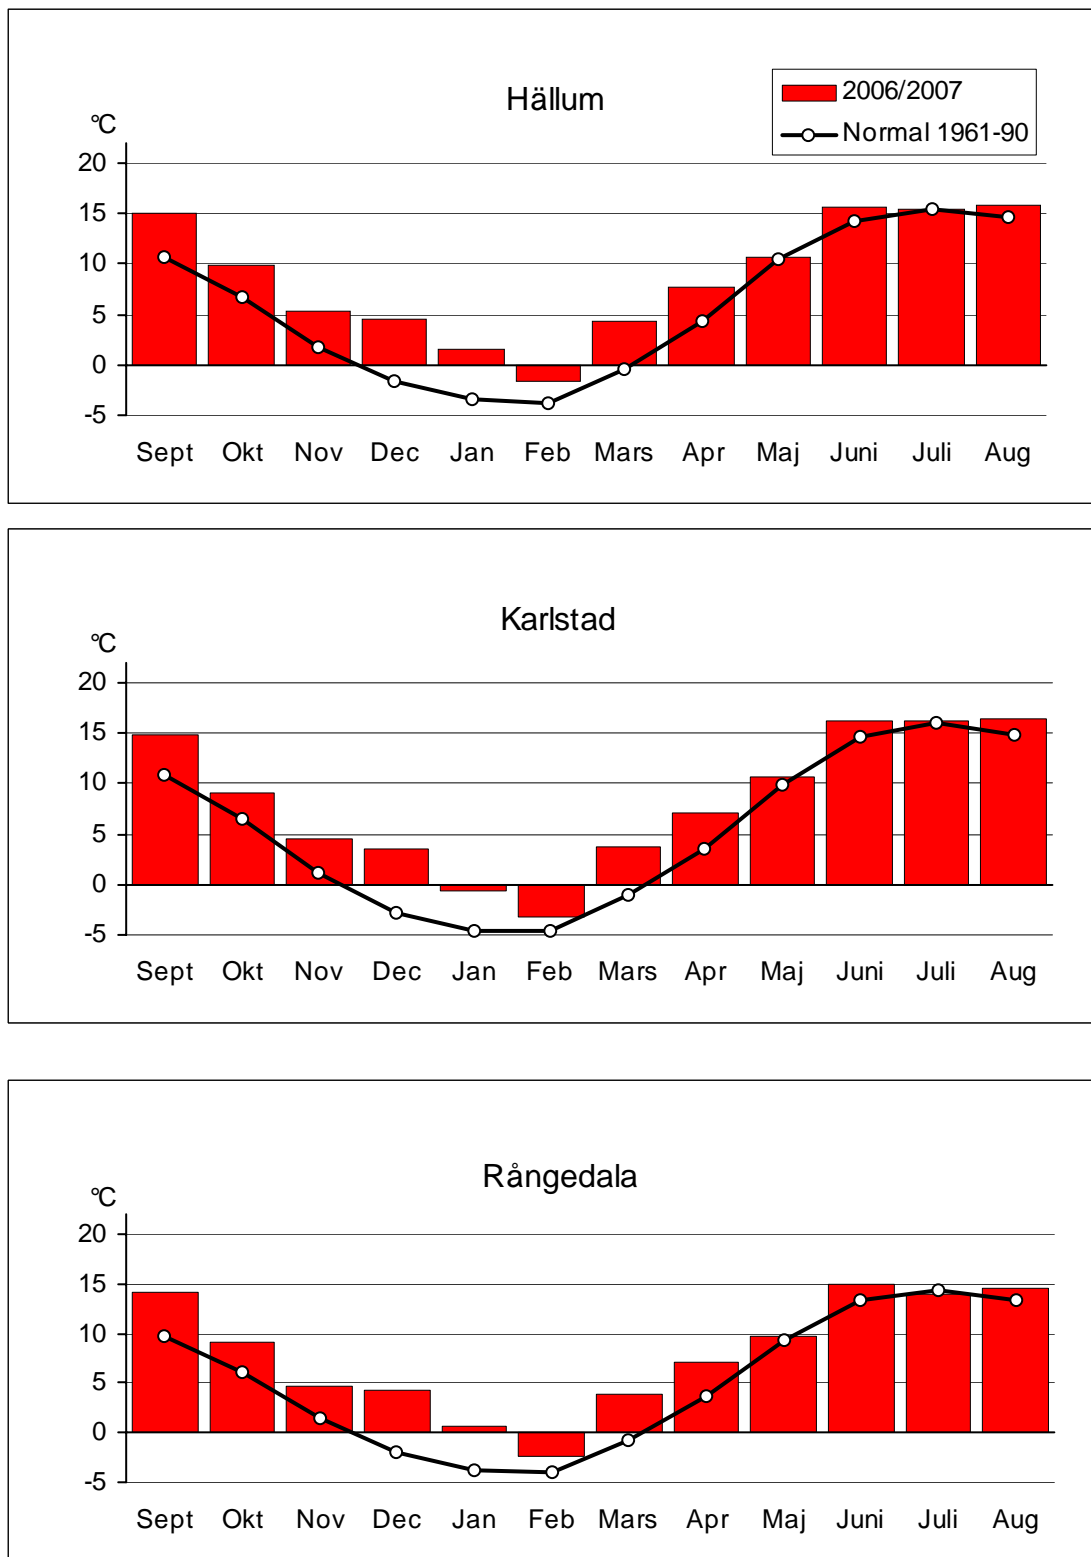 Hällum
2006/2007
Normal 1961-90
°C
20
15
10
5
0
-5
Sept Okt Nov Dec Jan Feb Mars Apr Maj Juni Juli Aug
Karlstad
°C
20
15
10
5
0
-5
Sept Okt Nov Dec Jan Feb Mars Apr Maj Juni Juli Aug
Rångedala
°C
20
15
10
5
0
-5
Sept Okt Nov Dec Jan Feb Mars Apr Maj Juni Juli Aug